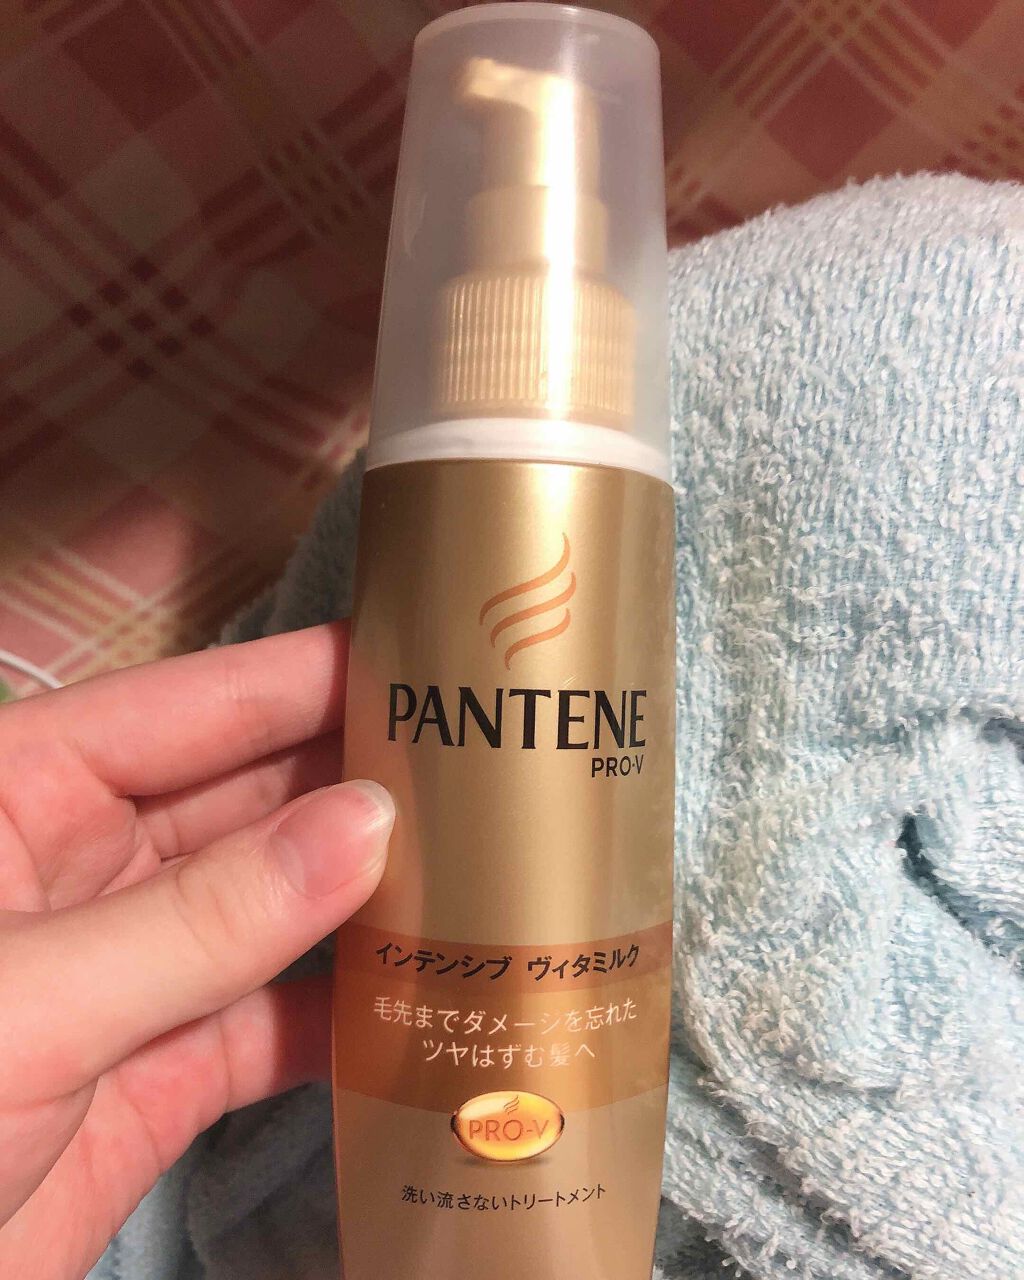 PANTENE
PRO-V
インテンシブ ヴィタミルク
毛先までダメージを忘れた
ツヤはずむ髪へ
PRO-V
洗い流さないトリートメント